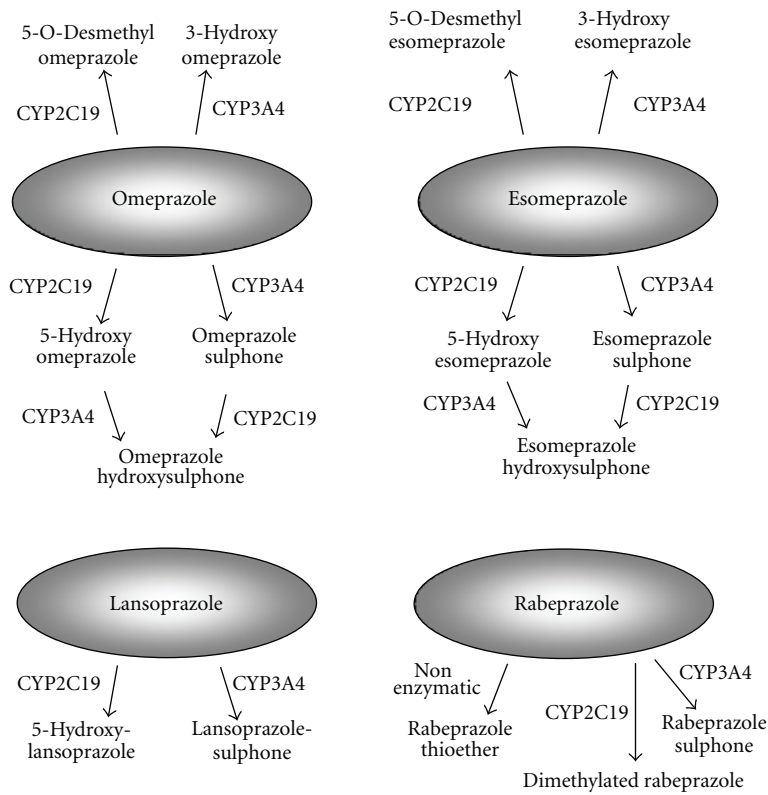 5-O-Desmethyl
omeprazole
3-Hydroxy
omeprazole
CYP2C19
CYP3A4
Omeprazole
CYP2C19
CYP3A4
5-Hydroxy
omeprazole
Omeprazole
sulphone
CYP3A4
CYP2C19
Omeprazole
hydroxysulphone
5-O-Desmethyl
esomeprazole
3-Hydroxy
esomeprazole
CYP2C19
CYP3A4
Esomeprazole
CYP2C19
CYP3A4
5-Hydroxy
esomeprazole
Esomeprazole
sulphone
CYP3A4
CYP2C19
Esomeprazole
hydroxysulphone
Lansoprazole
CYP2C19
CYP3A4
5-Hydroxy-
lansoprazole
Lansoprazole-
sulphone
Rabeprazole
Non
enzymatic
CYP2C19
CYP3A4
Rabeprazole
thioether
Rabeprazole
sulphone
Dimethylated rabeprazole